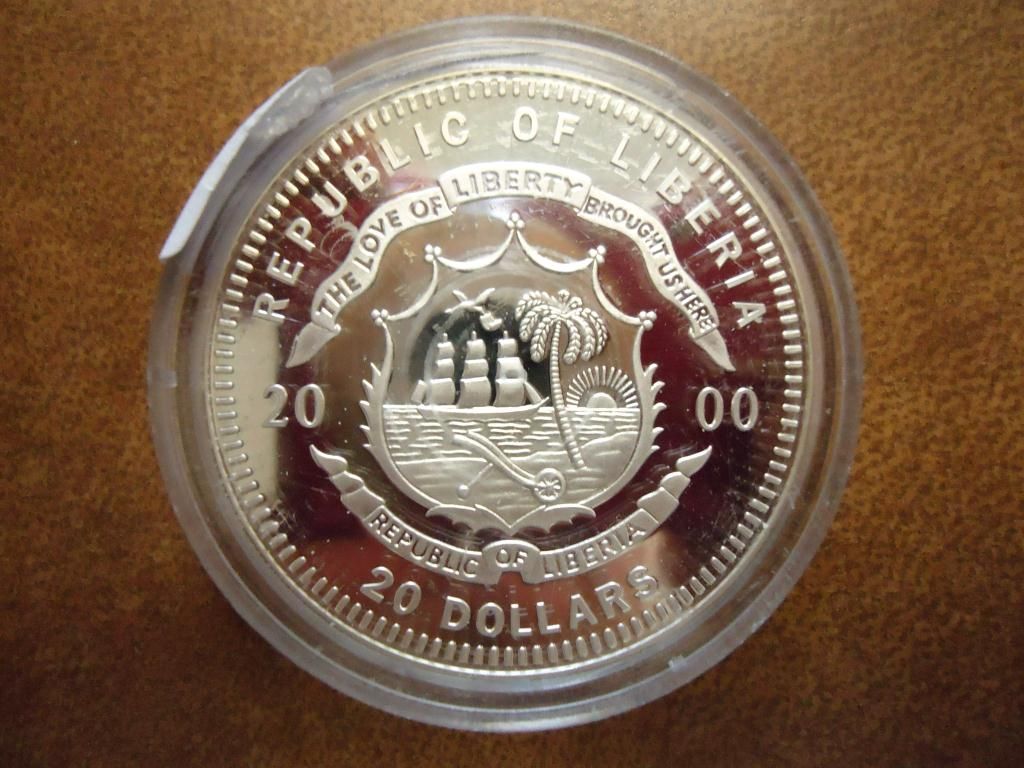 REPUBLIC OF LIBERIA
THE LOVE OF LIBERTY BROUGHT US HERE
20 00
REPUBLIC OF LIBERIA
20 DOLLARS